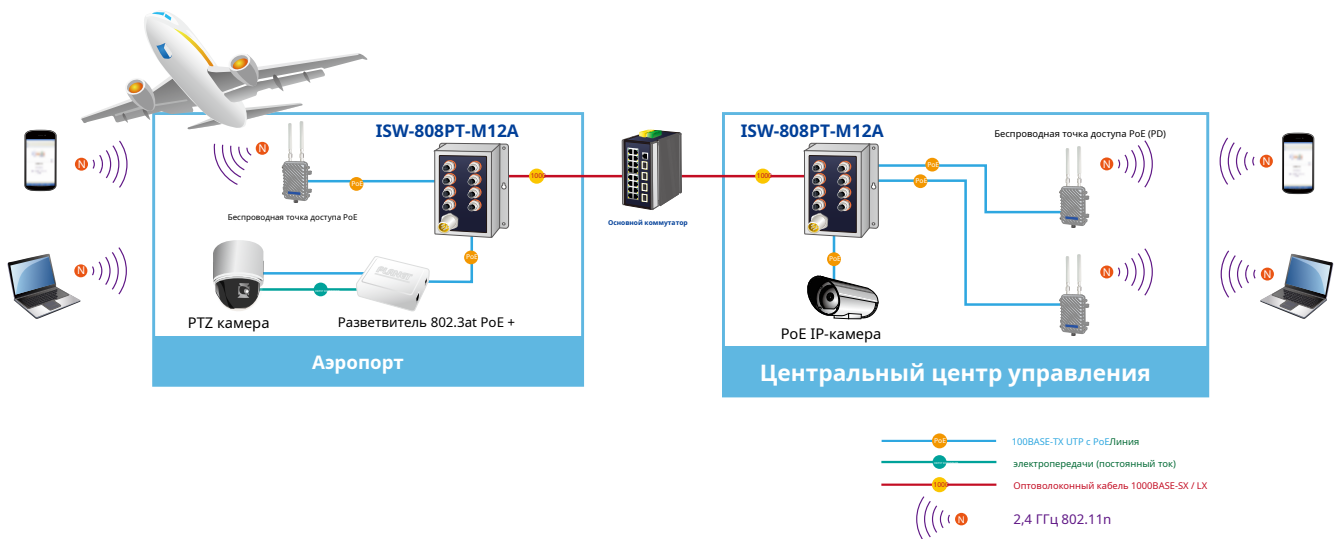 ISW-808PT-M12A
ISW-808PT-M12A
Беспроводная точка доступа PoE (PD)
N
N
N
N
PoE
PoE
PoE
1000
1000
Беспроводная точка доступа PoE
Основной коммутатор
N
PoE
PoE
N
N
PLANET
PTZ камера
Разветвитель 802.3at PoE +
PoE IP-камера
Аэропорт
Центральный центр управления
PoE
100BASE-TX UTP с PoEЛиния
электропередачи (постоянный ток)
1000
Оптоволоконный кабель 1000BASE-SX / LX
N
2,4 ГГц 802.11n